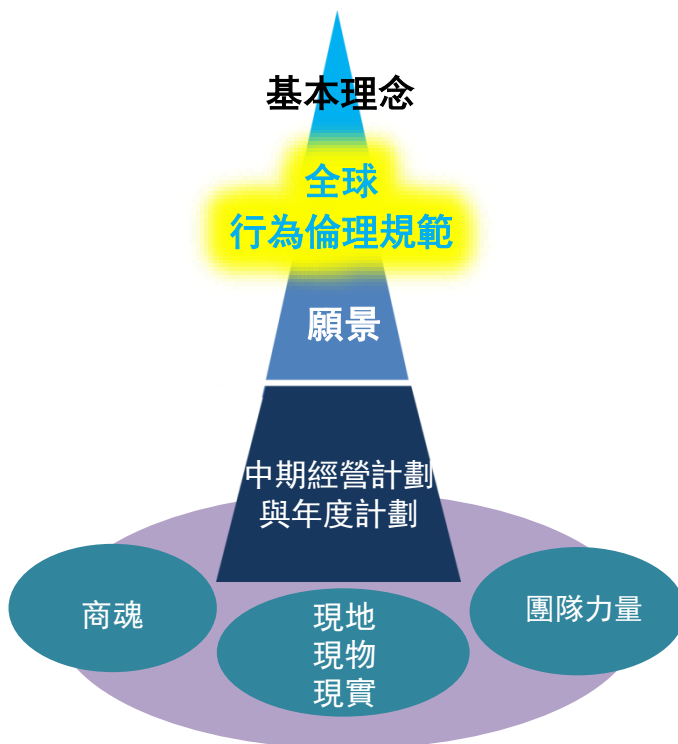 基本理念
全球
行為倫理規範
願景
中期經營計劃
與年度計劃
商魂
現地
現物
現實
團隊力量